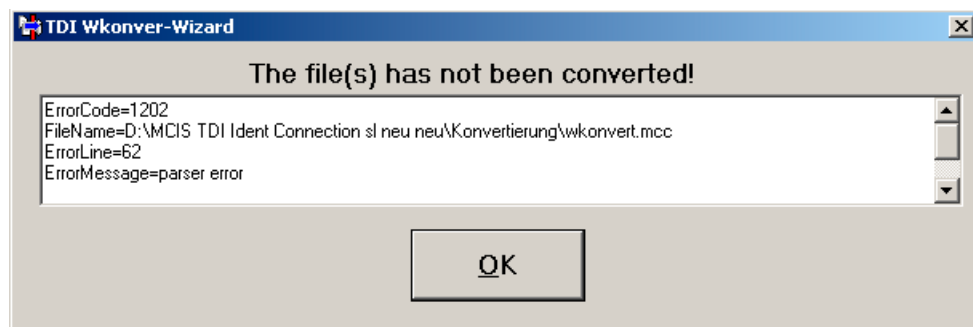 TDI Wkonver-Wizard
The file(s) has not been converted!
ErrorCode=1202
FileName=D:\MCIS TDI Ident Connection sl neu neu\Konvertierung\wkonvert.mcc
ErrorLine=62
ErrorMessage=parser error
OK